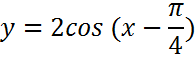 y = 2cos (x − π/4)